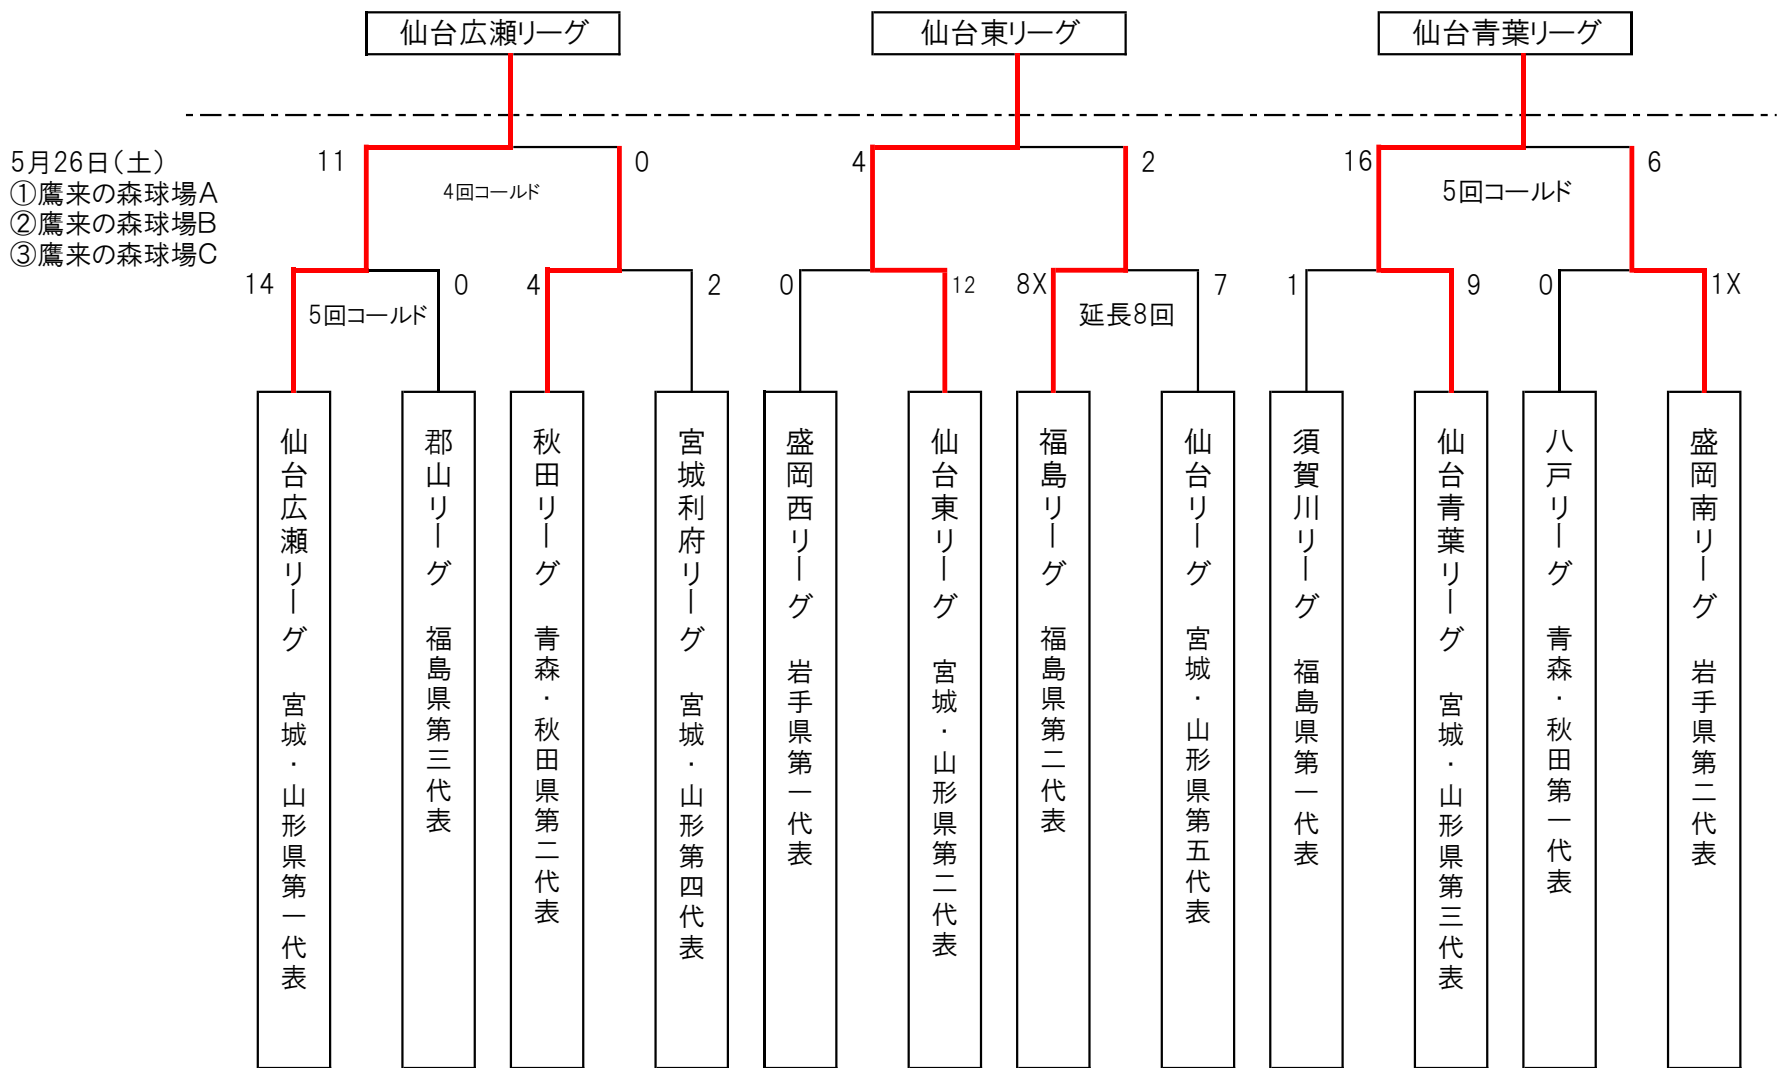 仙台広瀬リーグ
仙台東リーグ
仙台青葉リーグ
5月26日(土)
①鷹来の森球場A
②鷹来の森球場B
③鷹来の森球場C
11
0
4回コールド
4
2
16
6
5回コールド
14
0
5回コールド
4
2
0
12
8X
7
延長8回
1
9
0
1X
仙台広瀬リーグ 宮城・山形県第一代表
郡山リーグ 福島県第三代表
秋田リーグ 青森・秋田県第二代表
宮城利府リーグ 宮城・山形第四代表
盛岡西リーグ 岩手県第一代表
仙台東リーグ 宮城・山形県第二代表
福島リーグ 福島県第二代表
仙台リーグ 宮城・山形県第五代表
須賀川リーグ 福島県第一代表
仙台青葉リーグ 宮城・山形県第三代表
八戸リーグ 青森・秋田第一代表
盛岡南リーグ 岩手県第二代表